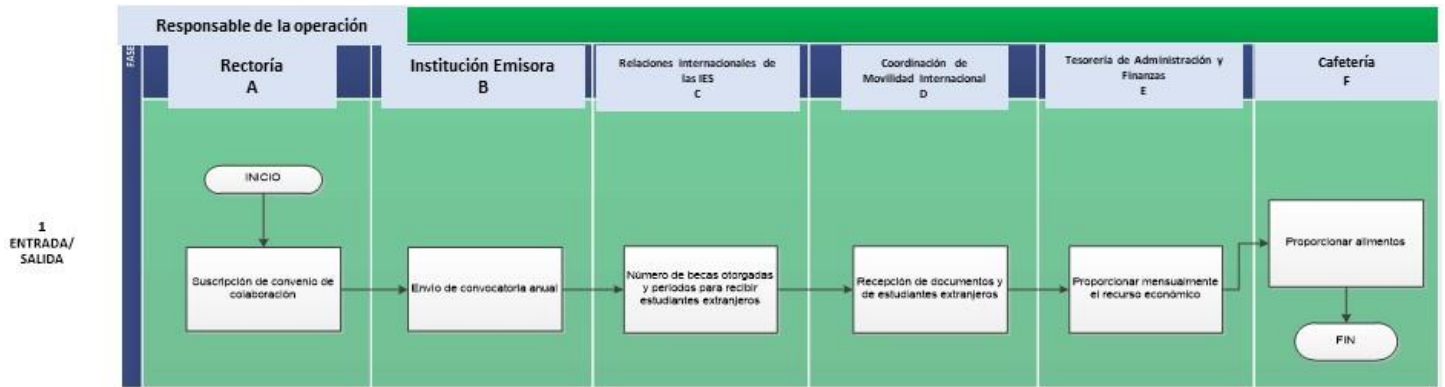 Responsable de la operación
FASE
Rectoría
A
Institución Emisora
B
Relaciones Internacionales de
las IES
C
Coordinación de
Movilidad Internacional
D
Tesorería de Administración y
Finanzas
E
Cafetería
F
1
ENTRADA/
SALIDA
INICIO
Suscripción de convenio de
colaboración
Envío de convocatoria anual
Número de becas otorgadas
y periodos para recibir
estudiantes extranjeros
Recepción de documentos y
de estudiantes extranjeros
Proporcionar mensualmente
el recurso económico
Proporcionar alimentos
FIN